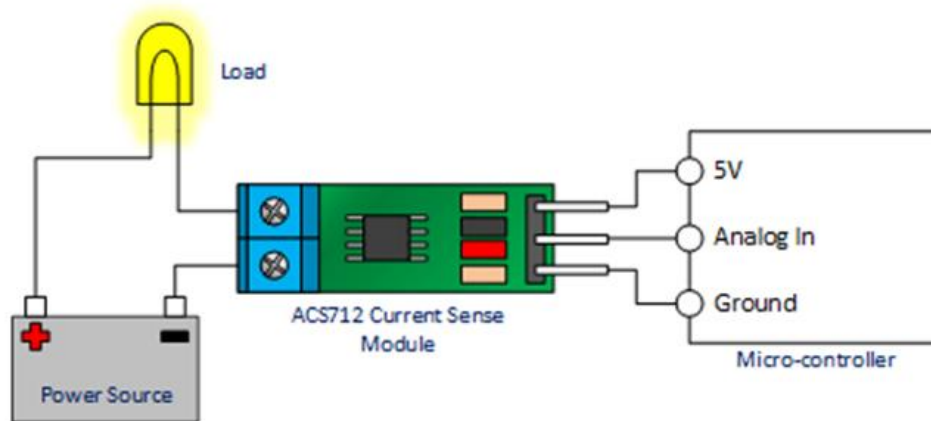 Load
5V
Analog In
Ground
ACS712 Current Sense
Module
Micro-controller
Power Source